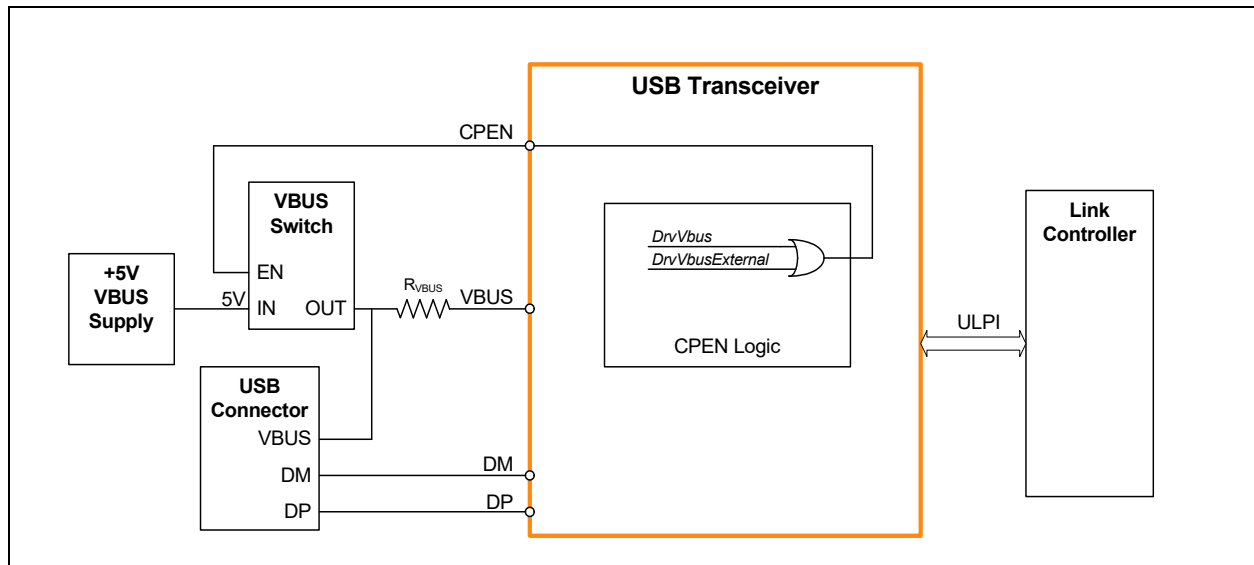 USB Transceiver
CPEN
VBUS
Switch
EN
5V
IN
OUT
+5V
VBUS
Supply
RVBUS
VBUS
DrvVbus
DrvVbusExternal
CPEN Logic
ULPI
Link
Controller
USB
Connector
VBUS
DM
DP
DM
DP